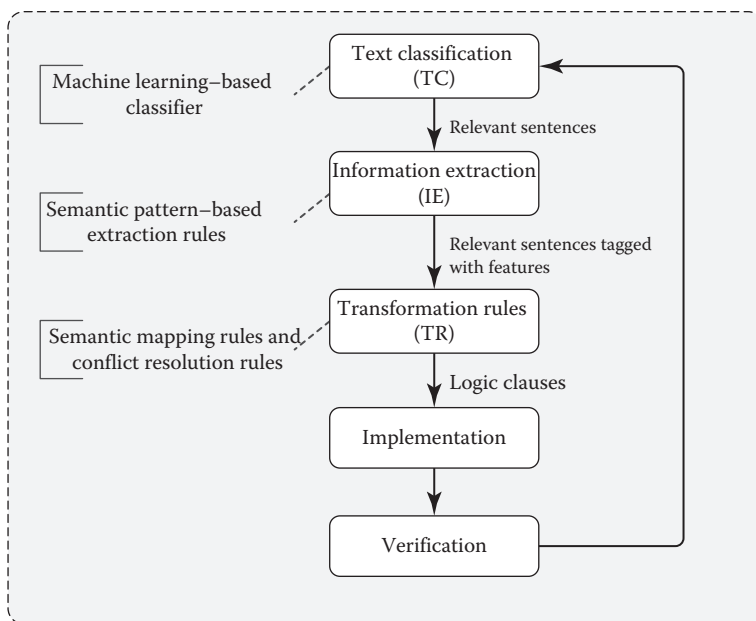 Text classification
(TC)
Machine learning–based
classifier
Relevant sentences
Information extraction
(IE)
Semantic pattern–based
extraction rules
Relevant sentences tagged
with features
Transformation rules
(TR)
Semantic mapping rules and
conflict resolution rules
Logic clauses
Implementation
Verification